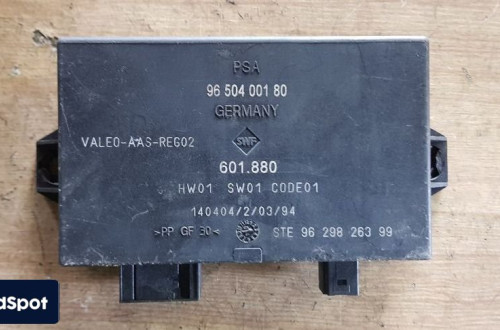 PSA
96 504 001 80
GERMANY
VALEO-AAS-REG02
SWF
601.880
HW01 SW01 CODE01
140404/2/03/94
>PP GF 30< STE 96 298 263 99
dSpot